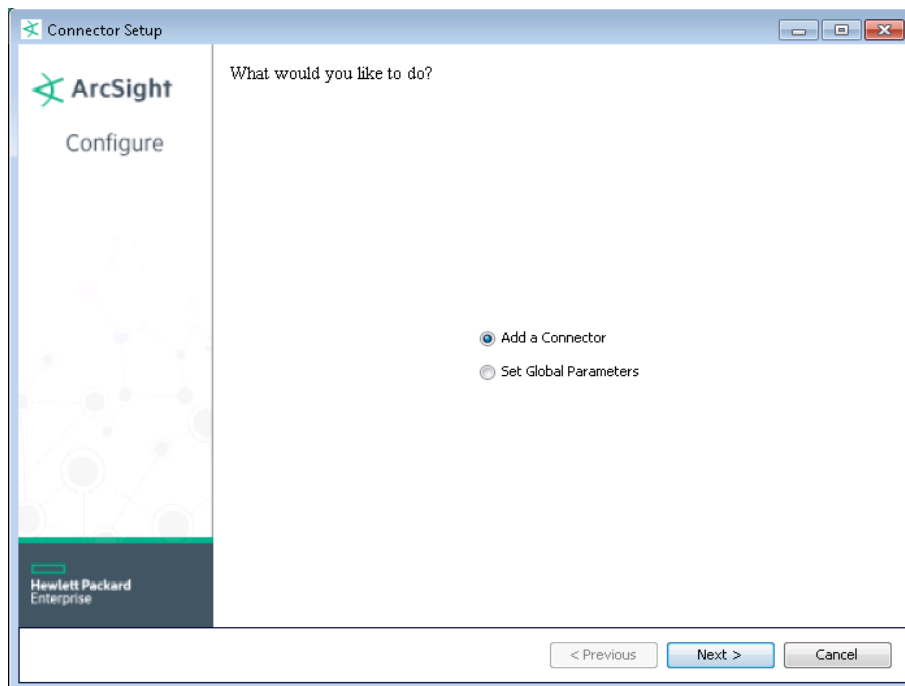 Connector Setup
ArcSight
Configure
What would you like to do?
Add a Connector
Set Global Parameters
Hewlett Packard
Enterprise
< Previous
Next >
Cancel